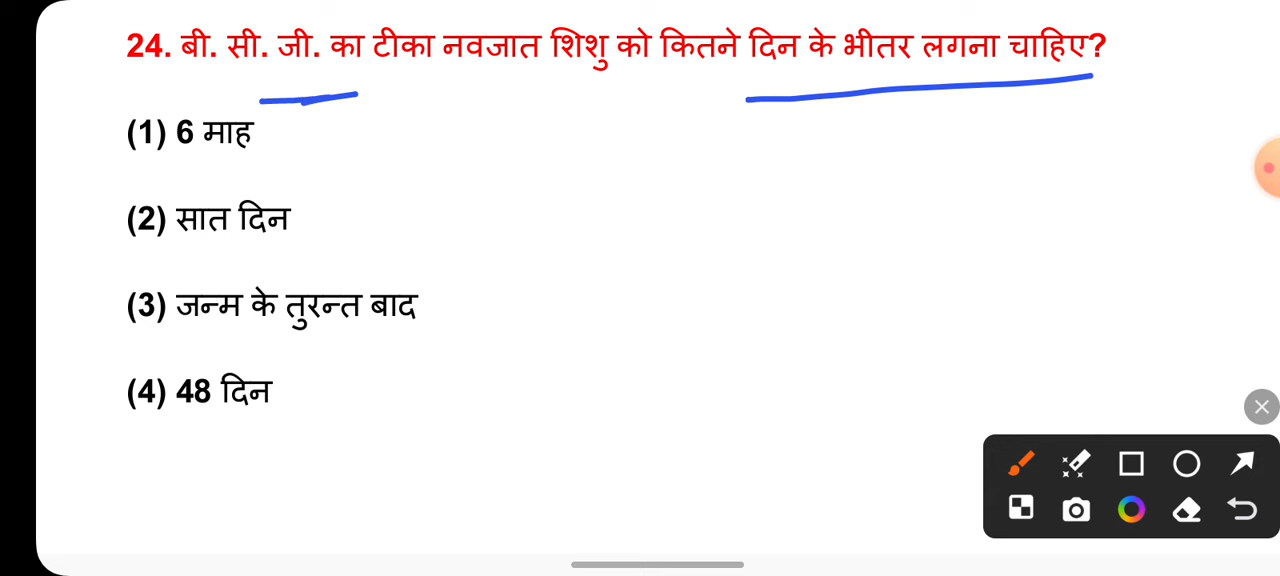 24. बी. सी. जी. का टीका नवजात शिशु को कितने दिन के भीतर लगना चाहिए?
(1) 6 माह
(2) सात दिन
(3) जन्म के तुरन्त बाद
(4) 48 दिन